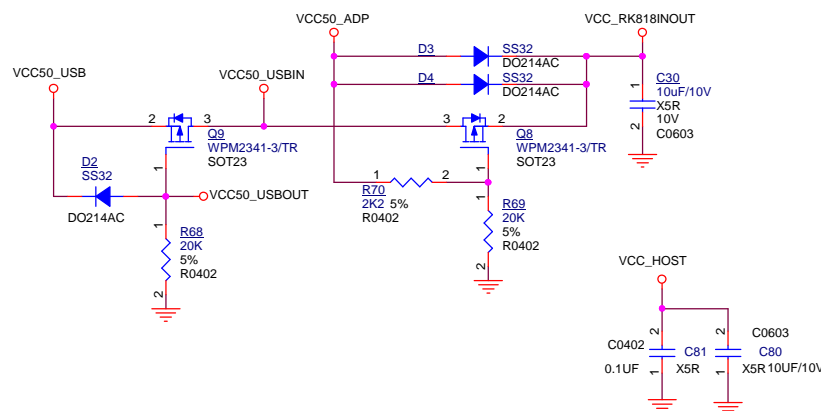 VCC50_ADP
VCC_RK818INOUT
D3
SS32
DO214AC
D4
SS32
DO214AC
VCC50_USB
VCC50_USBIN
1
C30
10uF/10V
X5R
10V
C0603
2
2
3
Q9
WPM2341-3/TR
SOT23
1
3
2
Q8
WPM2341-3/TR
SOT23
1
D2
SS32
DO214AC
VCC50_USBOUT
1
2
R70
2K2
5%
R0402
1
R68
20K
5%
R0402
2
1
R69
20K
5%
R0402
2
VCC_HOST
C0402
2
C81
0.1UF
1
X5R
C0603
2
C80
1
X5R
10UF/10V